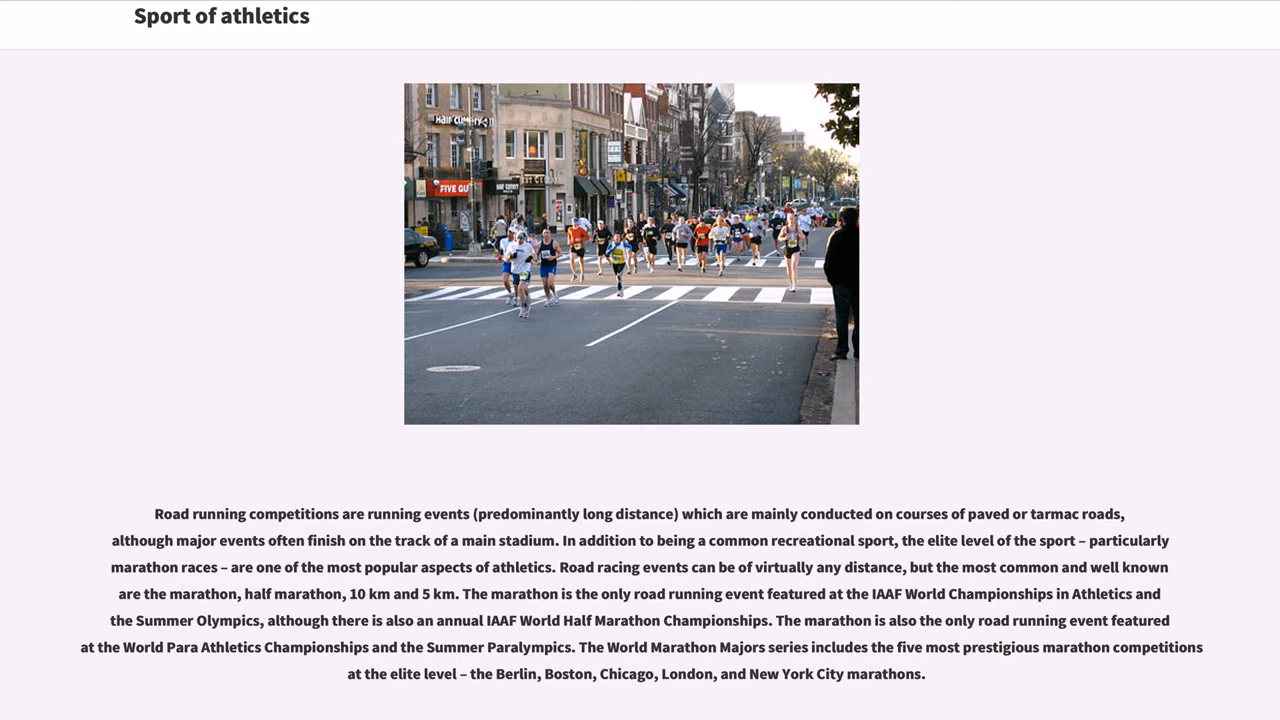 Sport of athletics
HAIR CUTTERY
FIVE GU
HAIR CUTTERY
Road running competitions are running events (predominantly long distance) which are mainly conducted on courses of paved or tarmac roads,
although major events often finish on the track of a main stadium. In addition to being a common recreational sport, the elite level of the sport – particularly
marathon races – are one of the most popular aspects of athletics. Road racing events can be of virtually any distance, but the most common and well known
are the marathon, half marathon, 10 km and 5 km. The marathon is the only road running event featured at the IAAF World Championships in Athletics and
the Summer Olympics, although there is also an annual IAAF World Half Marathon Championships. The marathon is also the only road running event featured
at the World Para Athletics Championships and the Summer Paralympics. The World Marathon Majors series includes the five most prestigious marathon competitions
at the elite level – the Berlin, Boston, Chicago, London, and New York City marathons.